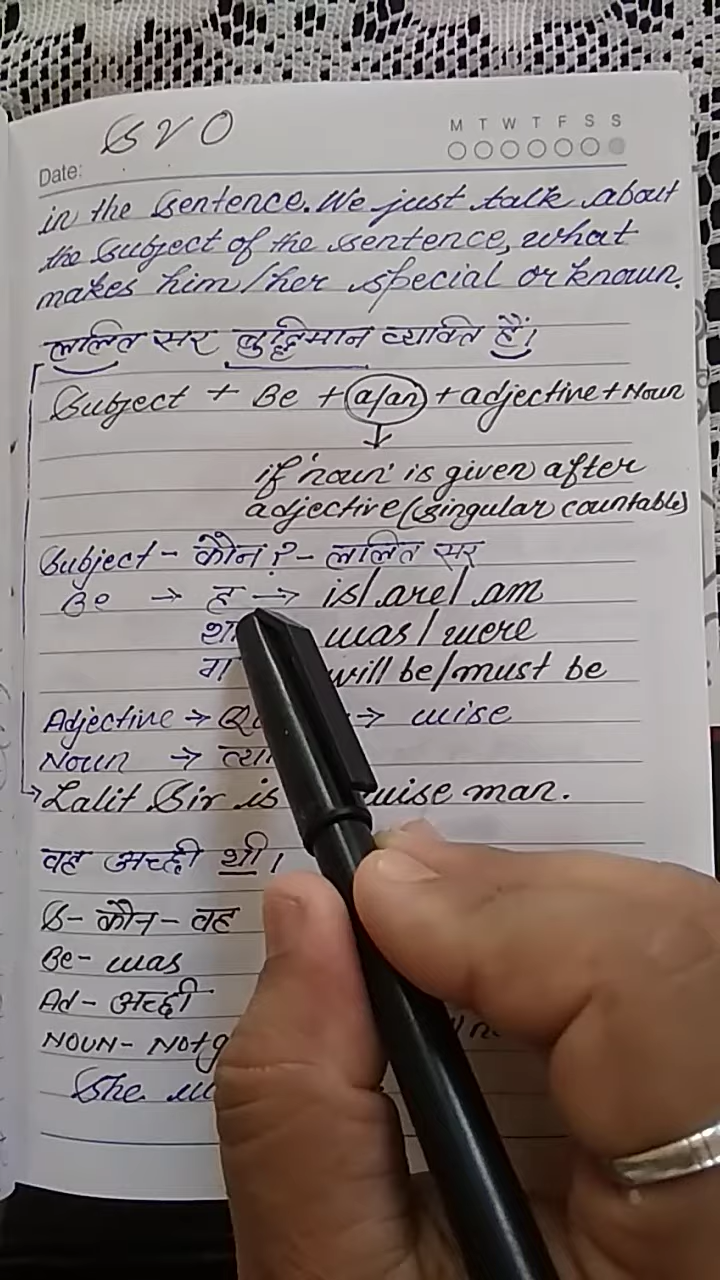 SVO
M T W T F S S
Date:
in the sentence. We just talk about
the subject of the sentence, what
makes him/her special or known.
ललित सर बुद्धिमान व्यक्ति हैं।
Subject + Be + a/an + adjective + Noun
if 'noun' is given after
adjective (singular countable)
Subject - कौन? - ललित सर
Be → ह → is/are/am
was/were
will be/must be
Adjective → → wise
Noun →
Lalit Sir is wise man.
वह अच्छी थी।
S - कौन - वह
Be - was
Ad - अच्छी
NOUN - Not
She